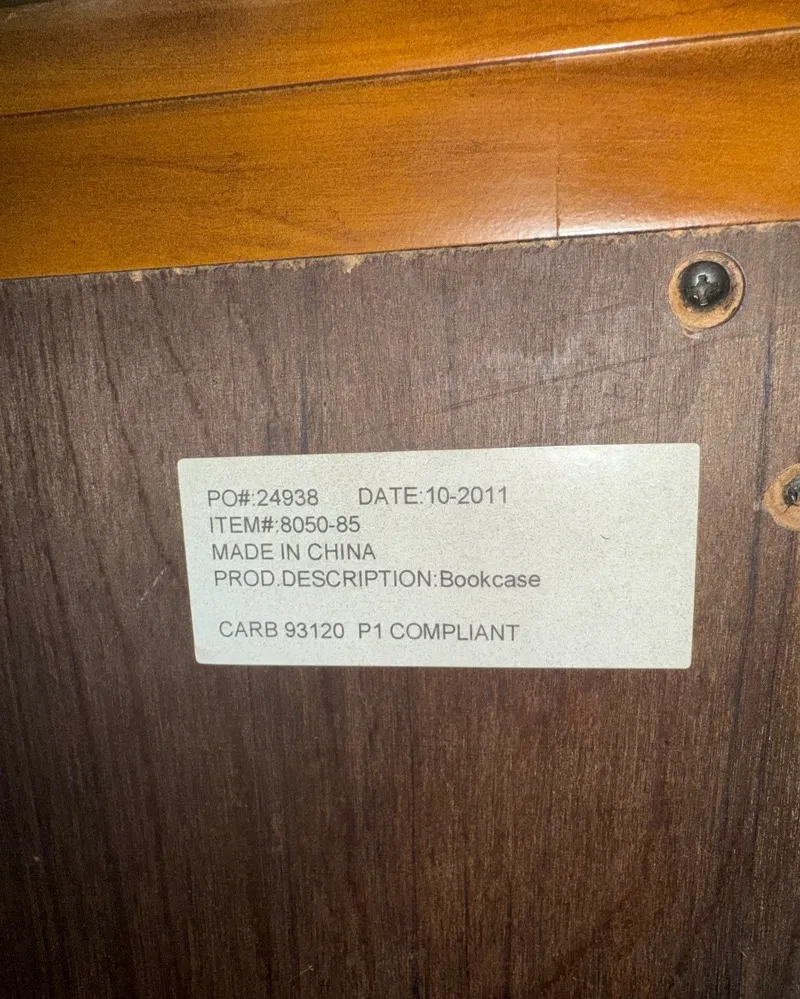 PO#:24938 DATE:10-2011
ITEM#:8050-85
MADE IN CHINA
PROD.DESCRIPTION:Bookcase
CARB 93120 P1 COMPLIANT